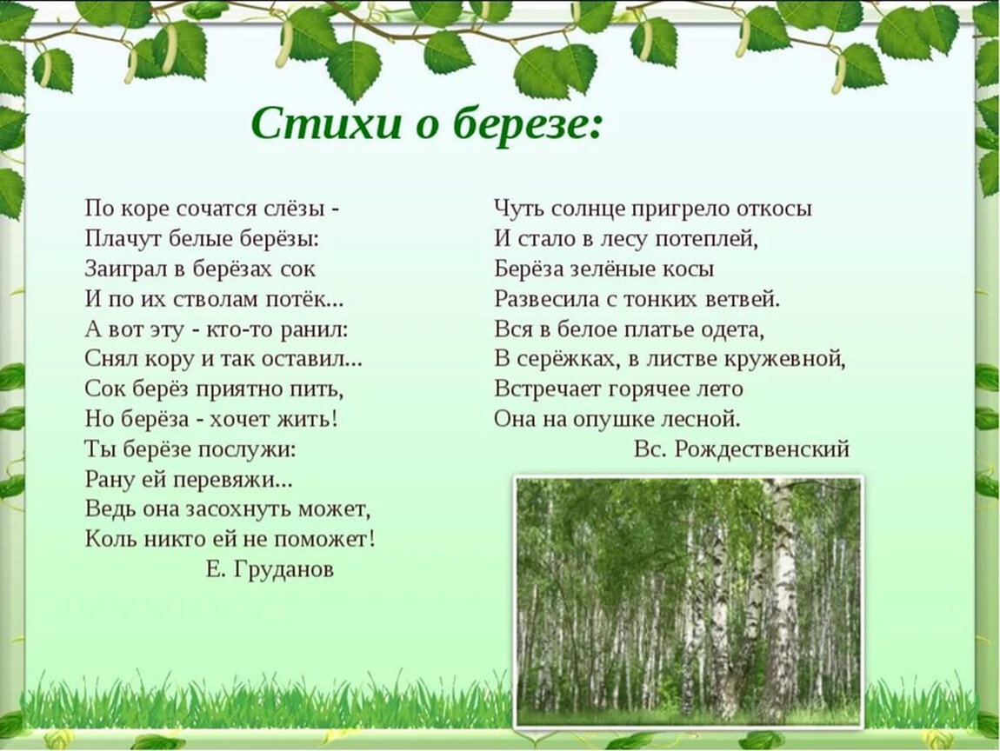 Стихи о березе:
По коре сочатся слёзы -
Плачут белые берёзы:
Заиграл в берёзах сок
И по их стволам потёк...
А вот эту - кто-то ранил:
Снял кору и так оставил...
Сок берёз приятно пить,
Но берёза - хочет жить!
Ты берёзе послужи:
Рану ей перевяжи...
Ведь она засохнуть может,
Коль никто ей не поможет!
Е. Груданов
Чуть солнце пригрело откосы
И стало в лесу потеплей,
Берёза зелёные косы
Развесила с тонких ветвей.
Вся в белое платье одета,
В серёжках, в листве кружевной,
Встречает горячее лето
Она на опушке лесной.
Вс. Рождественский